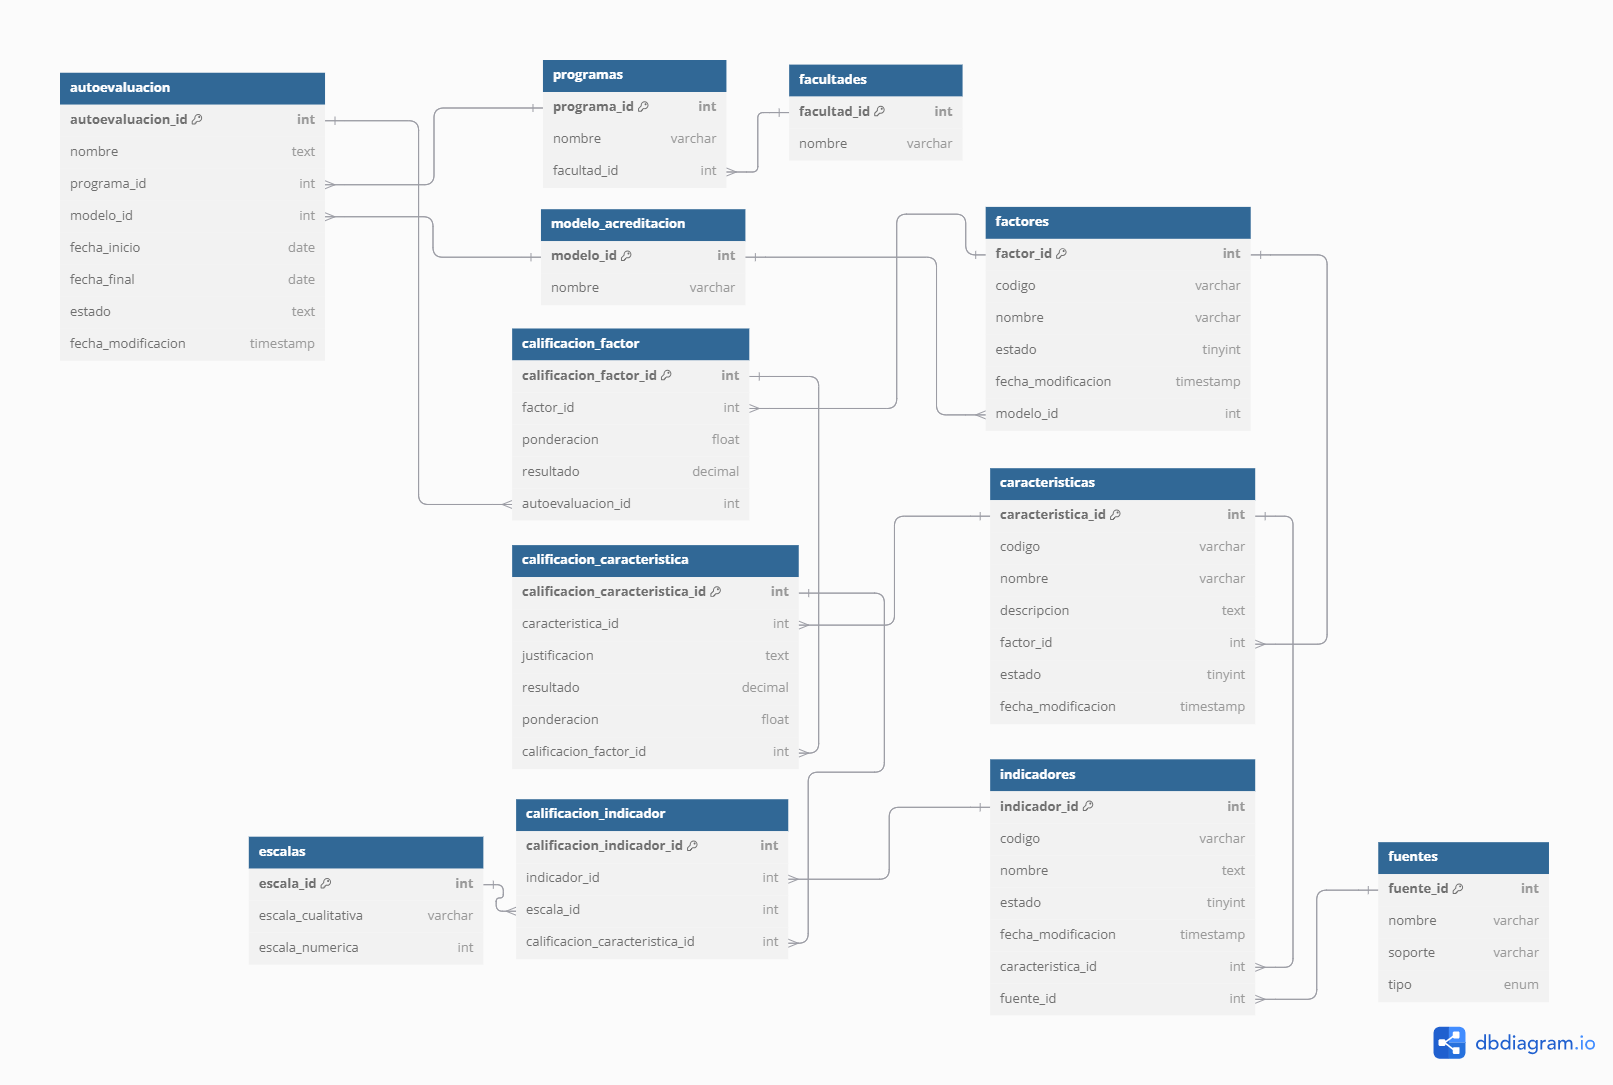 autoevaluacion
autoevaluacion_id int
nombre text
programa_id int
modelo_id int
fecha_inicio date
fecha_final date
estado text
fecha_modificacion timestamp
programas
programa_id int
nombre varchar
facultad_id int
facultades
facultad_id int
nombre varchar
modelo_acreditacion
modelo_id int
nombre varchar
factores
factor_id int
codigo varchar
nombre varchar
estado tinyint
fecha_modificacion timestamp
modelo_id int
calificacion_factor
calificacion_factor_id int
factor_id int
ponderacion float
resultado decimal
autoevaluacion_id int
caracteristicas
caracteristica_id int
codigo varchar
nombre varchar
descripcion text
factor_id int
estado tinyint
fecha_modificacion timestamp
calificacion_caracteristica
calificacion_caracteristica_id int
caracteristica_id int
justificacion text
resultado decimal
ponderacion float
calificacion_factor_id int
indicadores
indicador_id int
codigo varchar
nombre text
estado tinyint
fecha_modificacion timestamp
caracteristica_id int
fuente_id int
calificacion_indicador
calificacion_indicador_id int
indicador_id int
escala_id int
calificacion_caracteristica_id int
escalas
escala_id int
escala_cualitativa varchar
escala_numerica int
fuentes
fuente_id int
nombre varchar
soporte varchar
tipo enum
dbdiagram.io